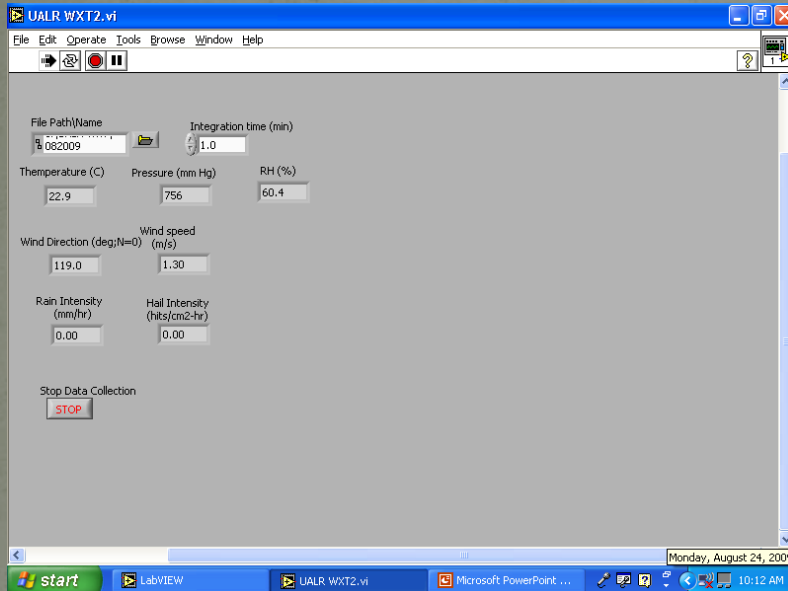 UALR WXT2.vi
File Edit Operate Tools Browse Window Help
File Path\Name
Integration time (min)
082009
1.0
Themperature (C) Pressure (mm Hg) RH (%)
22.9 756 60.4
Wind Direction (deg;N=0)
Wind speed
(m/s)
119.0 1.30
Rain Intensity
(mm/hr)
Hail Intensity
(hits/cm2-hr)
0.00 0.00
Stop Data Collection
STOP
Monday, August 24, 200
start LabVIEW UALR WXT2.vi Microsoft PowerPoint ... 10:12 AM